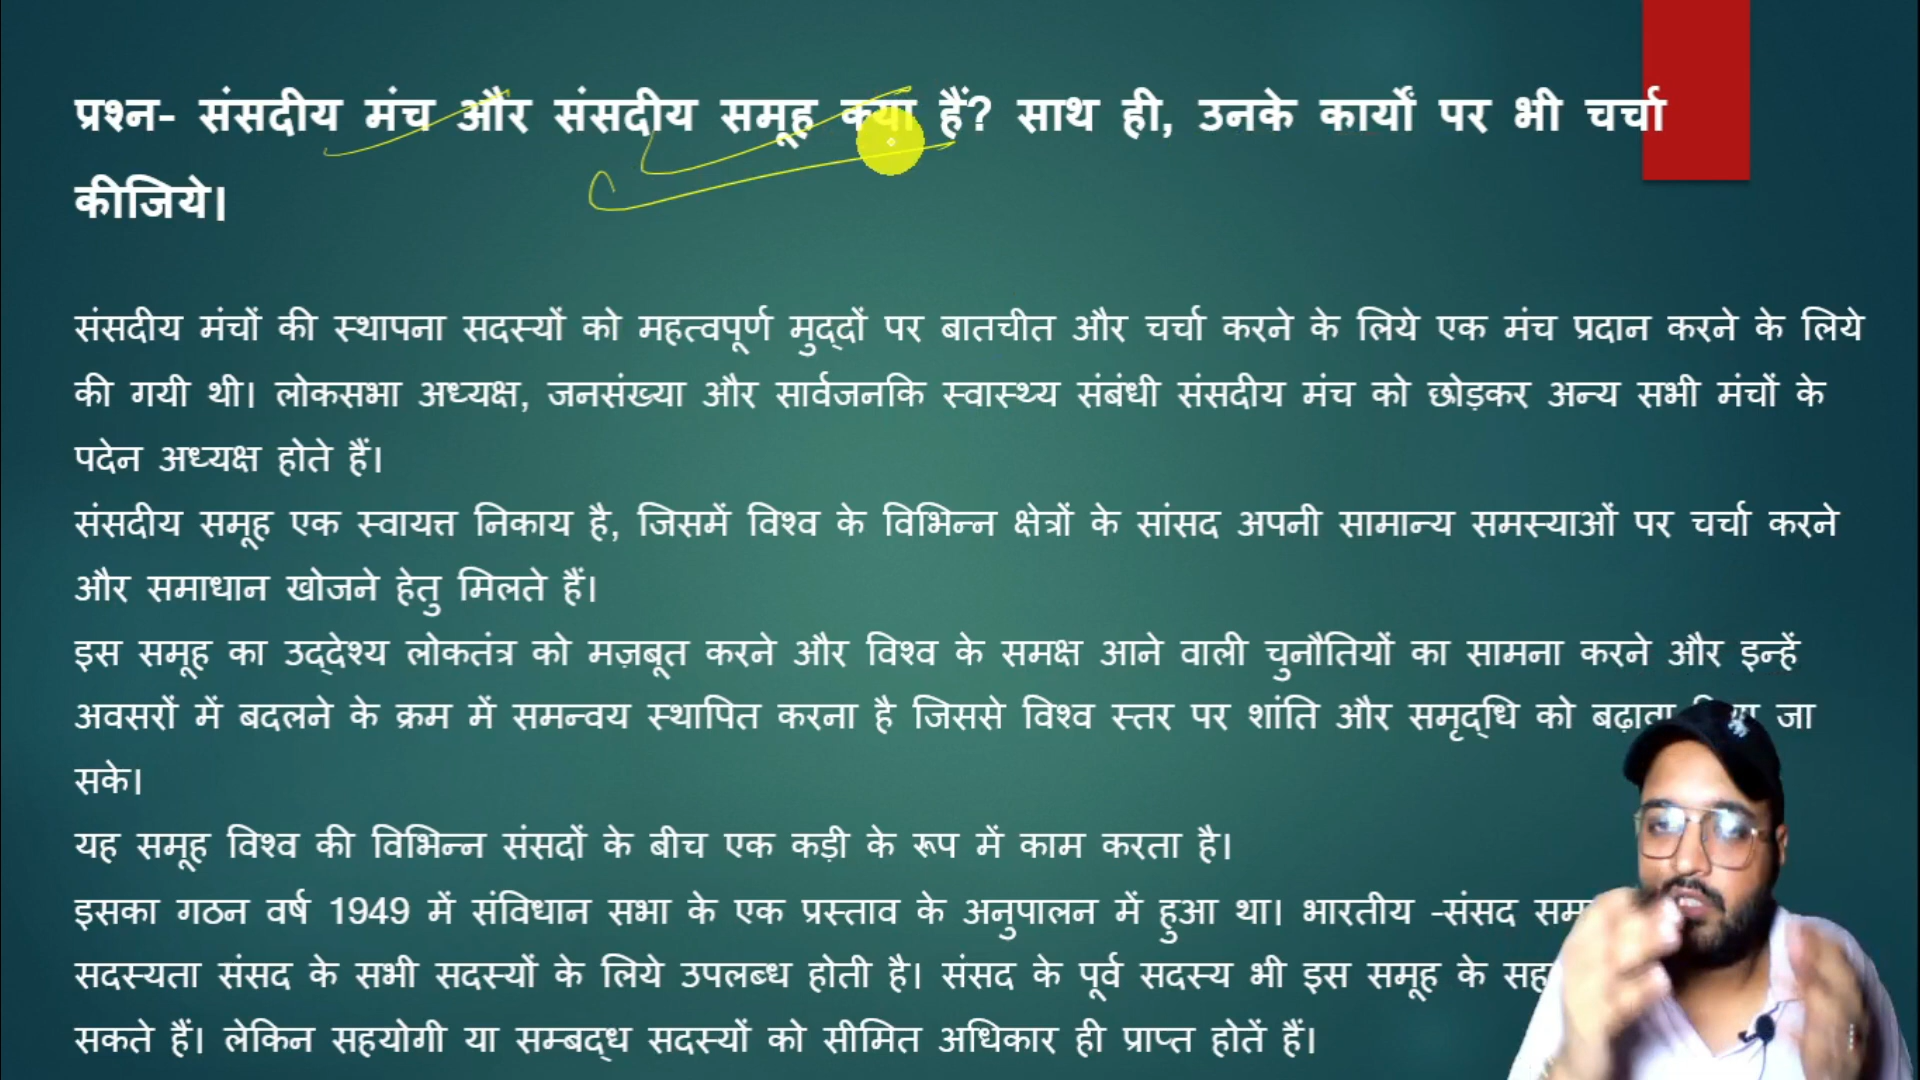 प्रश्न- संसदीय मंच और संसदीय समूह क्या हैं? साथ ही, उनके कार्यों पर भी चर्चा
कीजिये।
संसदीय मंचों की स्थापना सदस्यों को महत्वपूर्ण मुद्दों पर बातचीत और चर्चा करने के लिये एक मंच प्रदान करने के लिये
की गयी थी। लोकसभा अध्यक्ष, जनसंख्या और सार्वजनकि स्वास्थ्य संबंधी संसदीय मंच को छोड़कर अन्य सभी मंचों के
पदेन अध्यक्ष होते हैं।
संसदीय समूह एक स्वायत्त निकाय है, जिसमें विश्व के विभिन्न क्षेत्रों के सांसद अपनी सामान्य समस्याओं पर चर्चा करने
और समाधान खोजने हेतु मिलते हैं।
इस समूह का उद्देश्य लोकतंत्र को मज़बूत करने और विश्व के समक्ष आने वाली चुनौतियों का सामना करने और इन्हें
अवसरों में बदलने के क्रम में समन्वय स्थापित करना है जिससे विश्व स्तर पर शांति और समृद्धि को बढ़ावा जा
सके।
यह समूह विश्व की विभिन्न संसदों के बीच एक कड़ी के रूप में काम करता है।
इसका गठन वर्ष 1949 में संविधान सभा के एक प्रस्ताव के अनुपालन में हुआ था। भारतीय -संसद
सदस्यता संसद के सभी सदस्यों के लिये उपलब्ध होती है। संसद के पूर्व सदस्य भी इस समूह के
सकते हैं। लेकिन सहयोगी या सम्बद्ध सदस्यों को सीमित अधिकार ही प्राप्त होतें हैं।